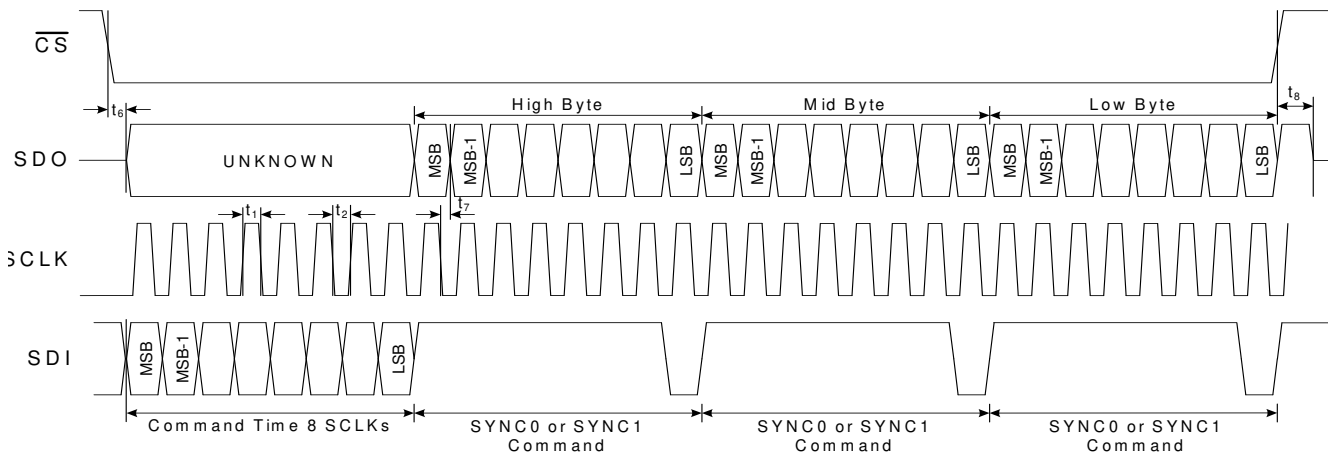 CS
t6
High Byte
Mid Byte
Low Byte
t8
SDO
UNKNOWN
MSB
MSB-1
LSB
MSB
MSB-1
LSB
MSB
MSB-1
LSB
t1
t2
t7
SCLK
SDI
MSB
MSB-1
LSB
Command Time 8 SCLKs
SYNC0 or SYNC1
Command
SYNC0 or SYNC1
Command
SYNC0 or SYNC1
Command